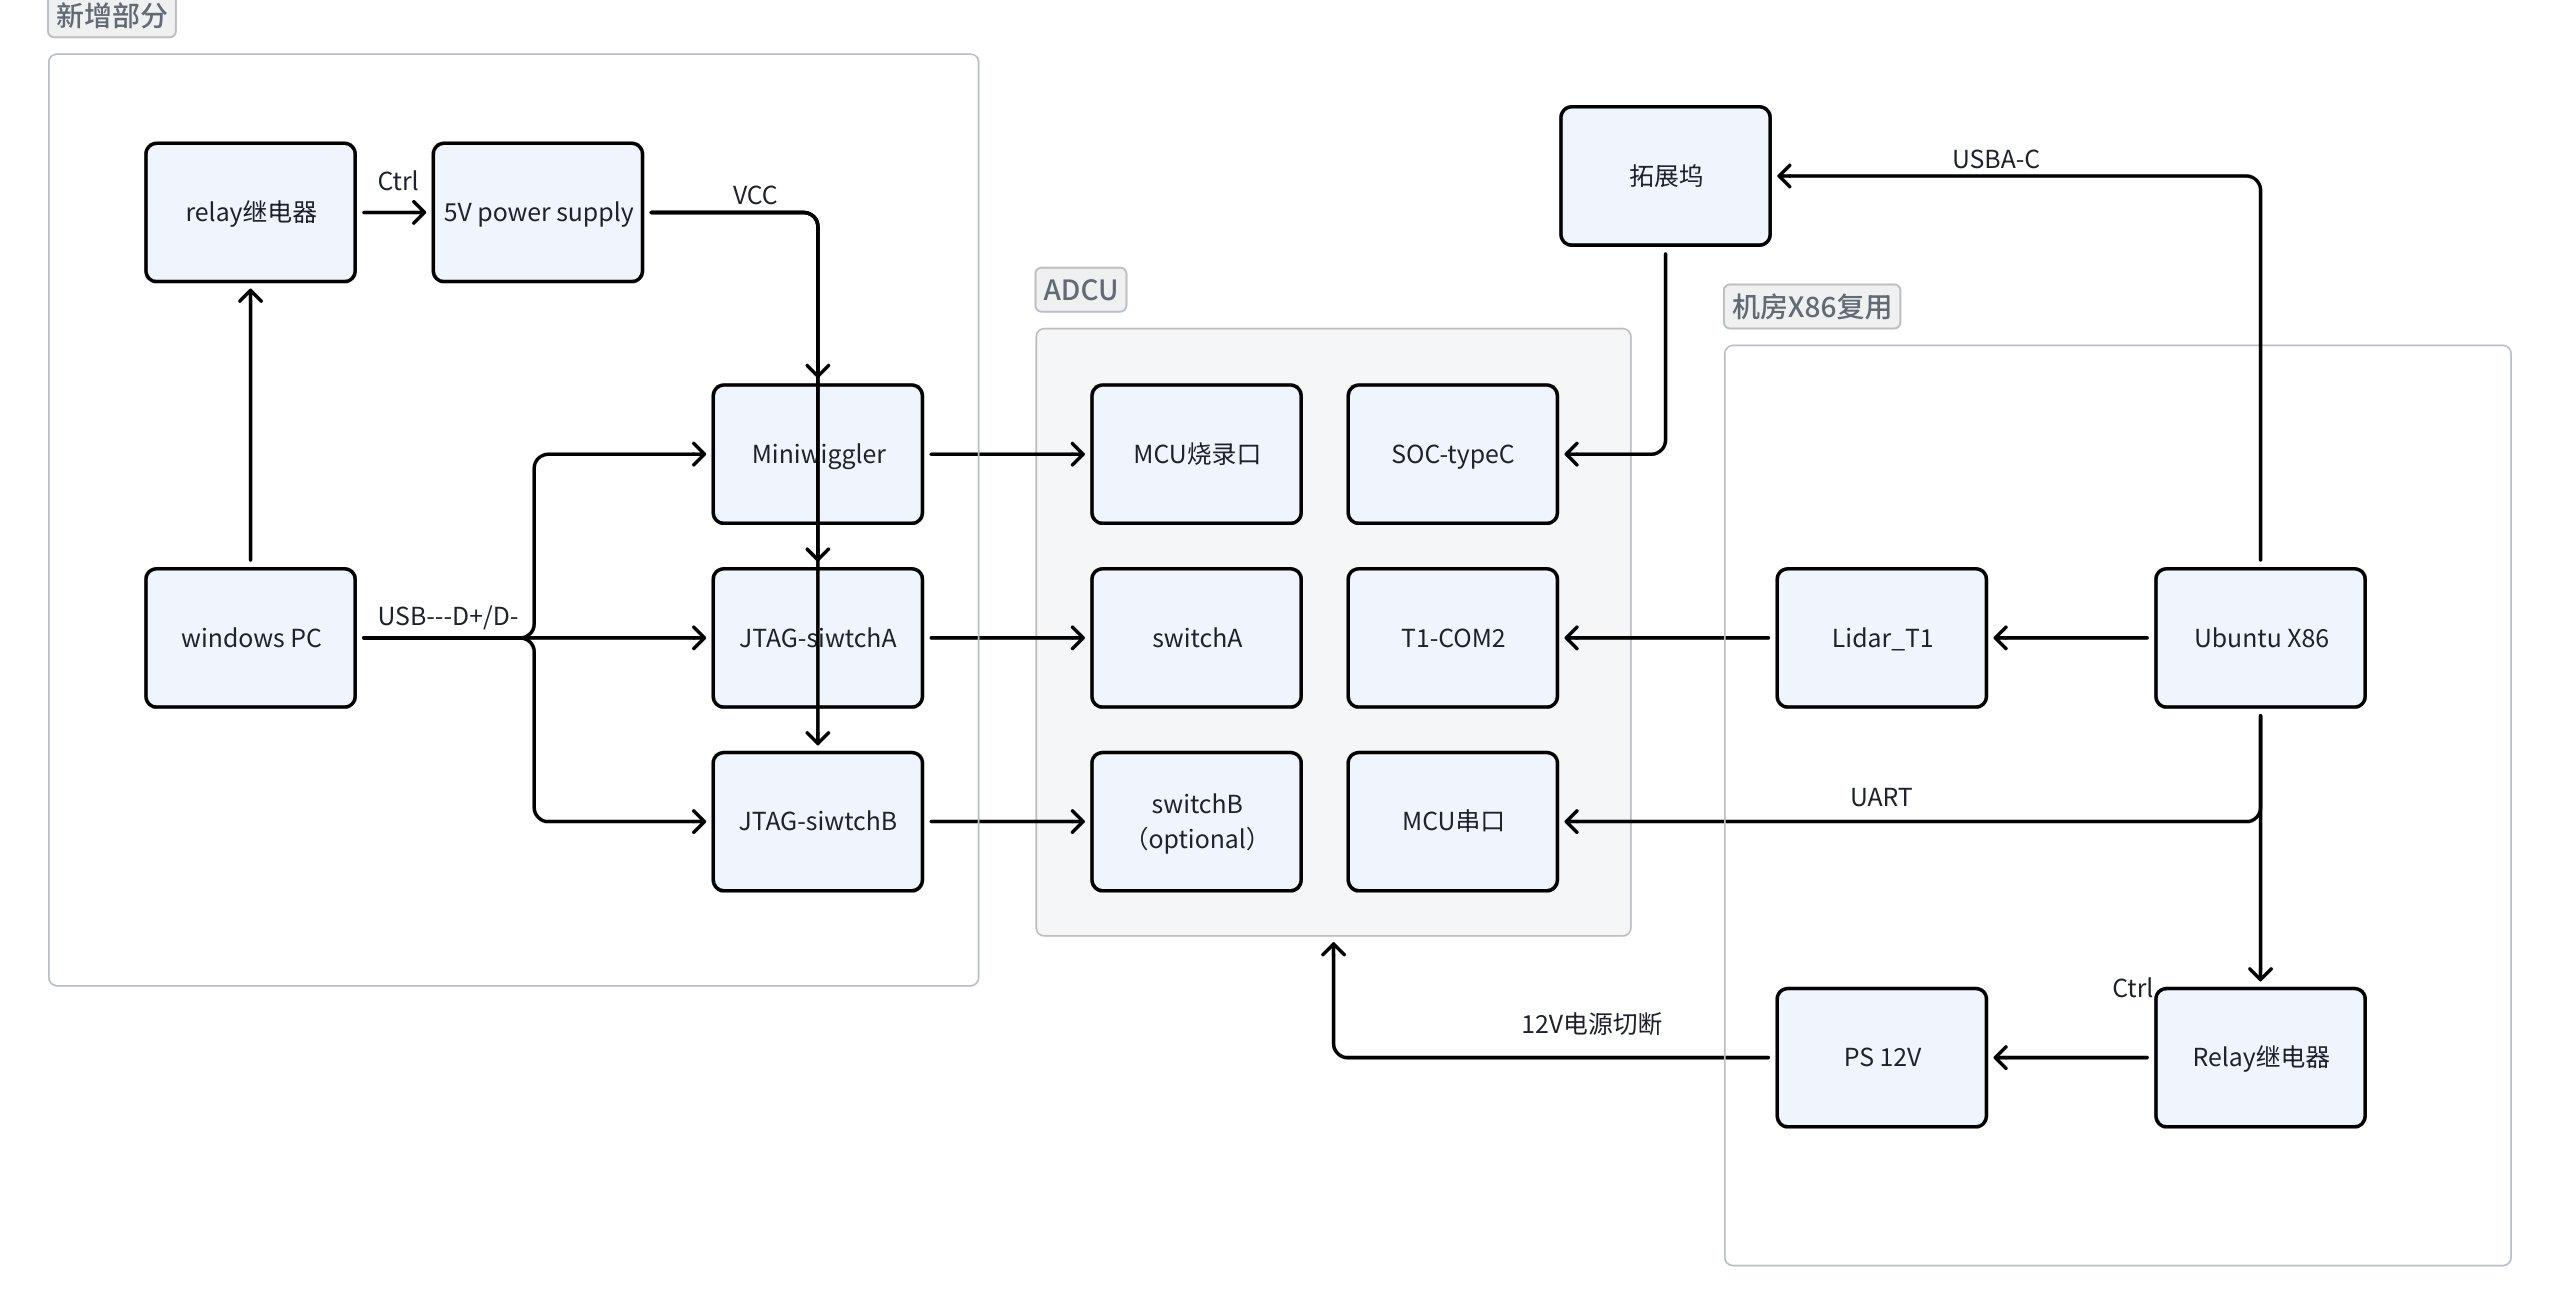 新增部分
relay继电器
Ctrl
5V power supply
VCC
windows PC
USB---D+/D-
Miniwiggler
JTAG-siwtchA
JTAG-siwtchB
ADCU
MCU烧录口
SOC-typeC
switchA
T1-COM2
switchB
（optional）
MCU串口
拓展坞
USBA-C
机房X86复用
Lidar_T1
Ubuntu X86
UART
Ctrl
12V电源切断
PS 12V
Relay继电器